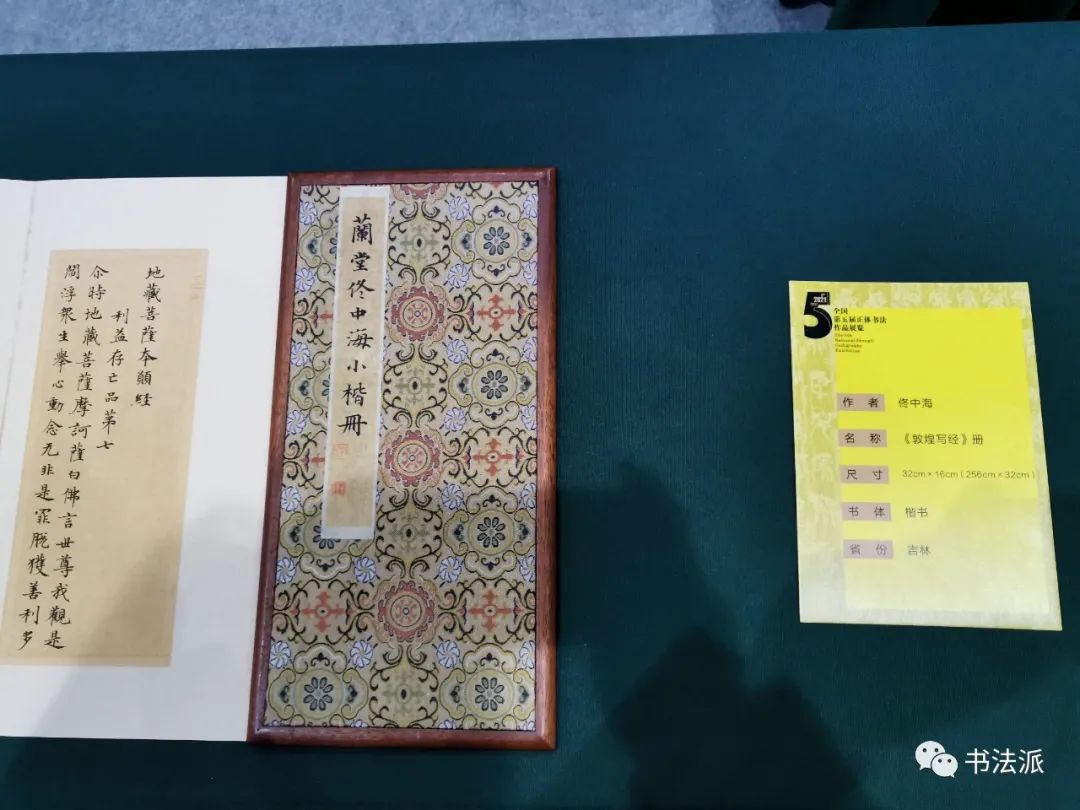 地藏菩薩本願經
利益存亡品第七
尒時地藏菩薩摩訶薩白佛言世尊我觀是
閻浮衆生舉心動念无非是罪脱獲善利多
蘭堂佟中海小楷冊
2021
5
全国
第五届正体书法
作品展览
作 者 佟中海
名 称 《敦煌写经》册
尺 寸 32cm×16cm(256cm×32cm)
书 体 楷书
省 份 吉林
书法派